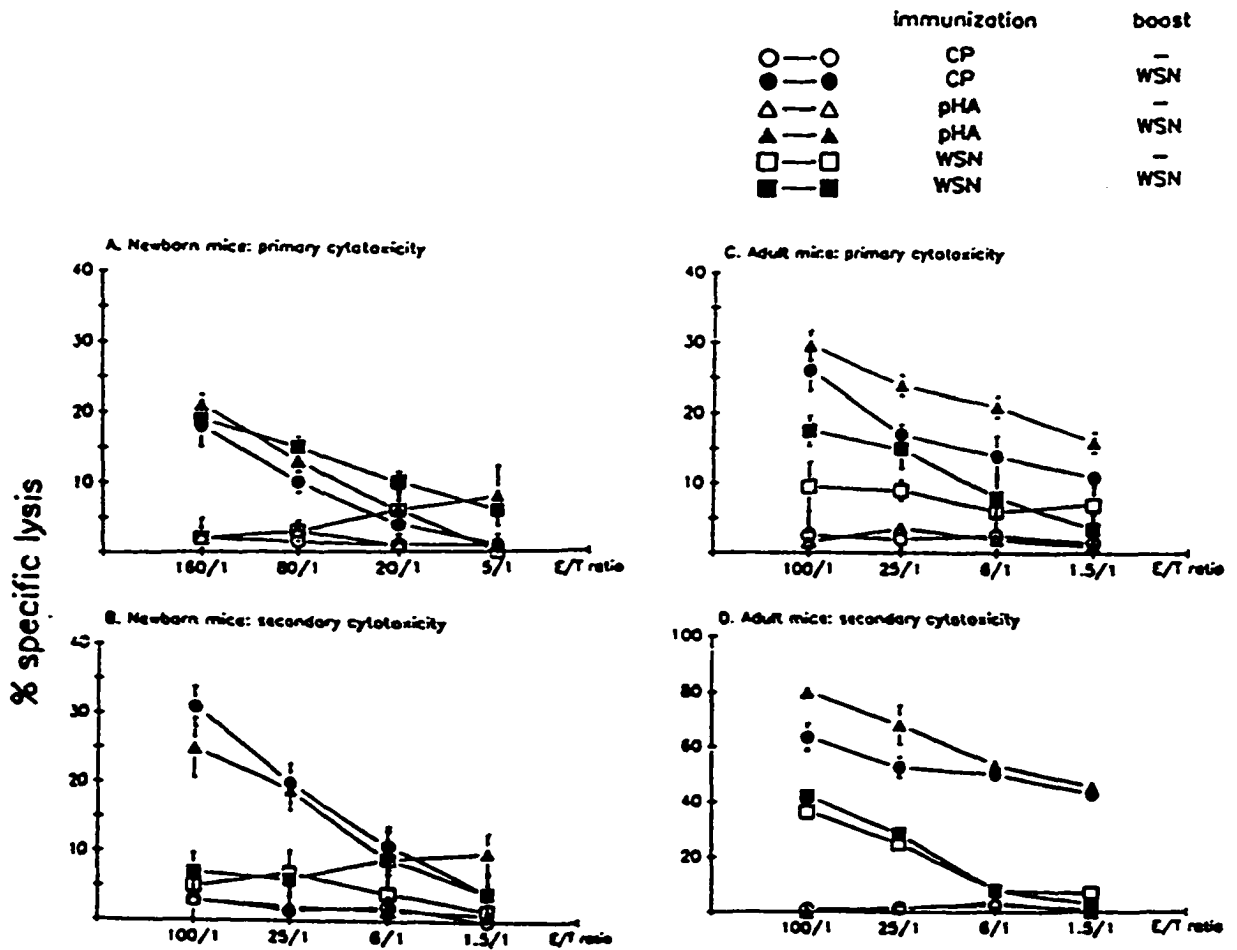 immunization boost
CP –
CP WSN
pHA –
pHA WSN
WSN –
WSN WSN
% specific lysis
A. Newborn mice: primary cytotoxicity
40
30
20
10
160/1 80/1 20/1 5/1 E/T ratio
C. Adult mice: primary cytotoxicity
40
30
20
10
100/1 25/1 6/1 1.5/1 E/T ratio
B. Newborn mice: secondary cytotoxicity
40
30
20
10
100/1 25/1 6/1 1.5/1 E/T ratio
D. Adult mice: secondary cytotoxicity
100
80
60
40
20
100/1 25/1 6/1 1.5/1 E/T ratio